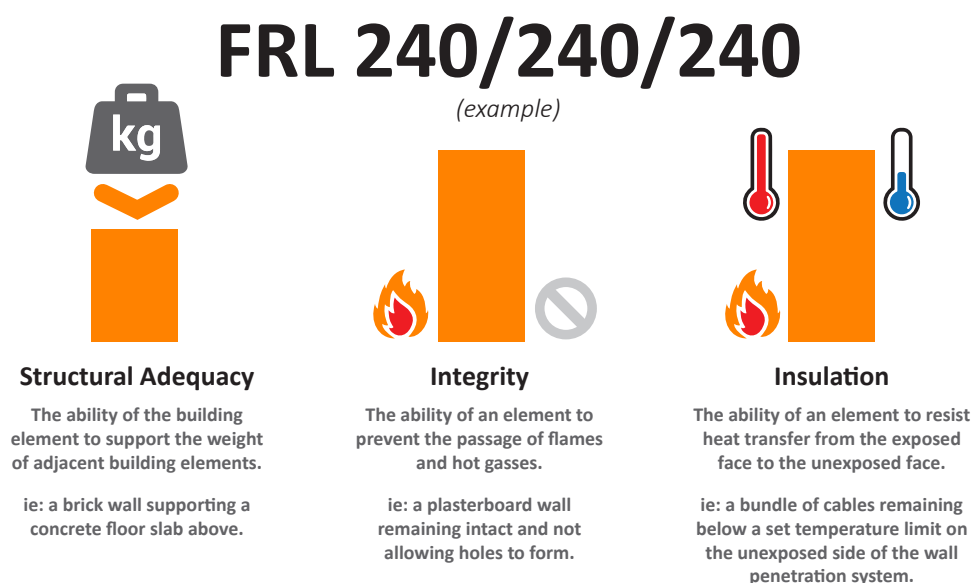 FRL 240/240/240
(example)
kg
Structural Adequacy
The ability of the building
element to support the weight
of adjacent building elements.
ie: a brick wall supporting a
concrete floor slab above.
Integrity
The ability of an element to
prevent the passage of flames
and hot gasses.
ie: a plasterboard wall
remaining intact and not
allowing holes to form.
Insulation
The ability of an element to resist
heat transfer from the exposed
face to the unexposed face.
ie: a bundle of cables remaining
below a set temperature limit on
the unexposed side of the wall
penetration system.